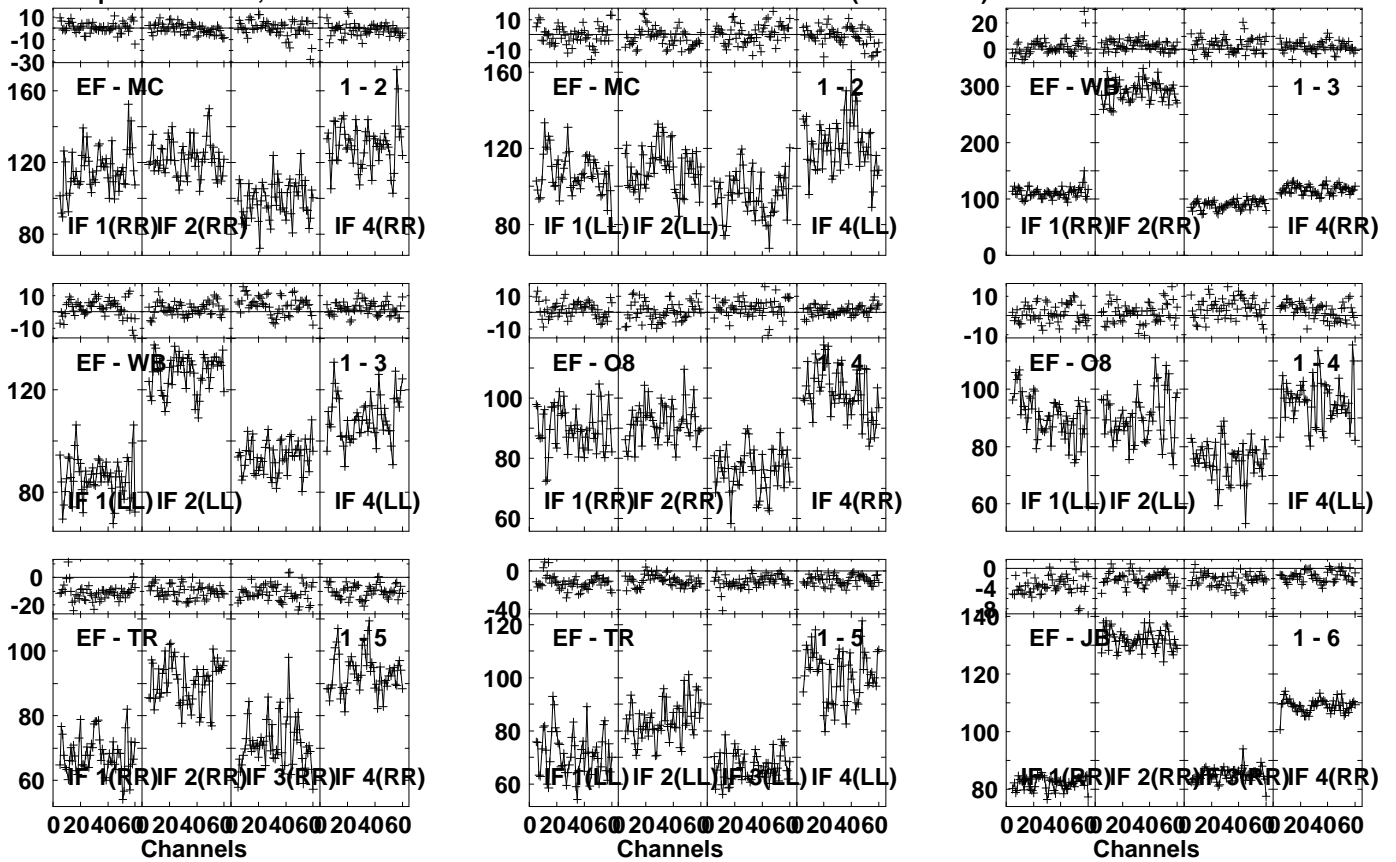 10 10 20
0 0
-10 -10 0
-30
EF - MC 1 - 2 EF - MC 1 - 2 EF - WB 1 - 3
160 300
160
120 120 200
100
80 80
0
IF 1(RR) IF 2(RR) IF 4(RR) IF 1(LL) IF 2(LL) IF 4(LL) IF 1(RR) IF 2(RR) IF 4(RR)
10 10 10
-10 -10 -10
EF - WB 1 - 3 EF - O8 1 - 4 EF - O8 1 - 4
120 100 100
80 80
80 60 60
IF 1(LL) IF 2(LL) IF 4(LL) IF 1(RR) IF 2(RR) IF 4(RR) IF 1(LL) IF 2(LL) IF 4(LL)
0 0 0
-4
-20 -40 -8
EF - TR 1 - 5 EF - TR 1 - 5 EF - JB 1 - 6
120 140
100 100 120
80 80 100
60 60 80
IF 1(RR) IF 2(RR) IF 3(RR) IF 4(RR) IF 1(LL) IF 2(LL) IF 3(LL) IF 4(LL) IF 1(RR) IF 2(RR) IF 3(RR) IF 4(RR)
0 20 40 60 0 20 40 60 0 20 40 60 0 20 40 60 0 20 40 60 0 20 40 60 0 20 40 60 0 20 40 60 0 20 40 60 0 20 40 60 0 20 40 60 0 20 40 60
Channels Channels Channels